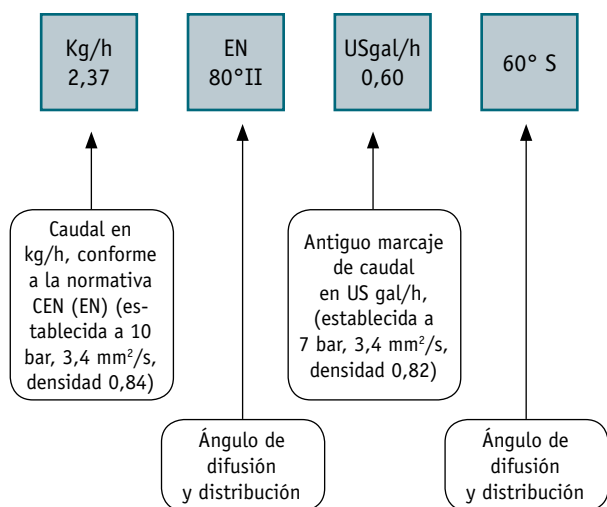 Kg/h
2,37
EN
80°II
USgal/h
0,60
60° S
Caudal en
kg/h, conforme
a la normativa
CEN (EN) (es-
tablecida a 10
bar, 3,4 mm²/s,
densidad 0,84)
Antiguo marcaje
de caudal
en US gal/h,
(establecida a
7 bar, 3,4 mm²/s,
densidad 0,82)
Ángulo de
difusión
y distribución
Ángulo de
difusión
y distribución